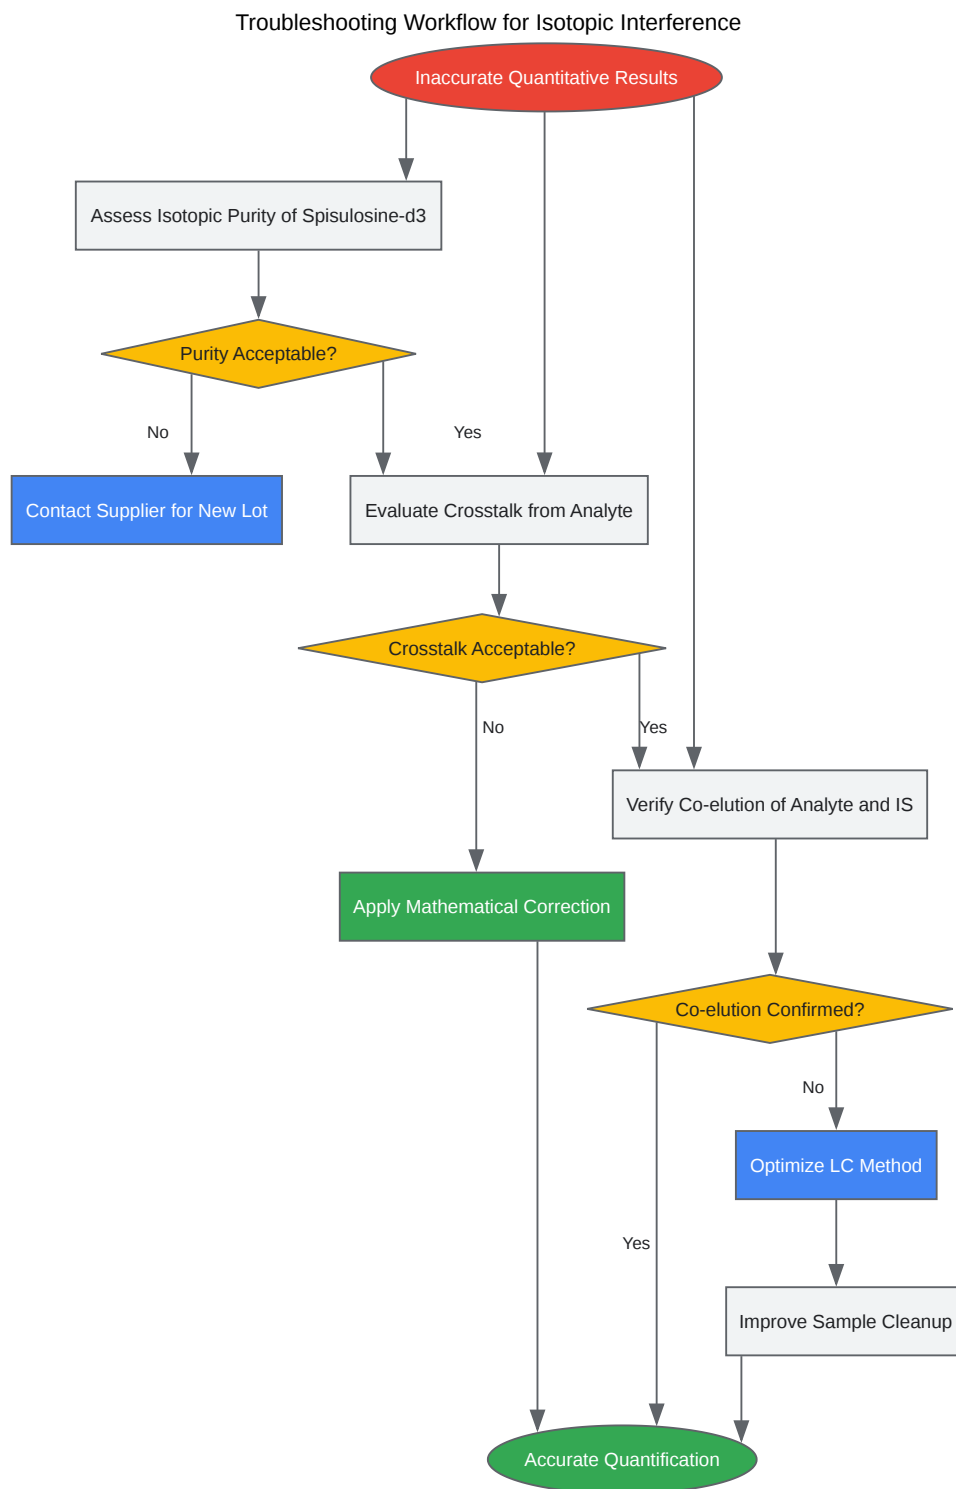 Troubleshooting Workflow for Isotopic Interference
Inaccurate Quantitative Results
Assess Isotopic Purity of Spisulosine-d3
Purity Acceptable?
No
Yes
Contact Supplier for New Lot
Evaluate Crosstalk from Analyte
Crosstalk Acceptable?
No
Yes
Verify Co-elution of Analyte and IS
Apply Mathematical Correction
Co-elution Confirmed?
No
Optimize LC Method
Yes
Improve Sample Cleanup
Accurate Quantification